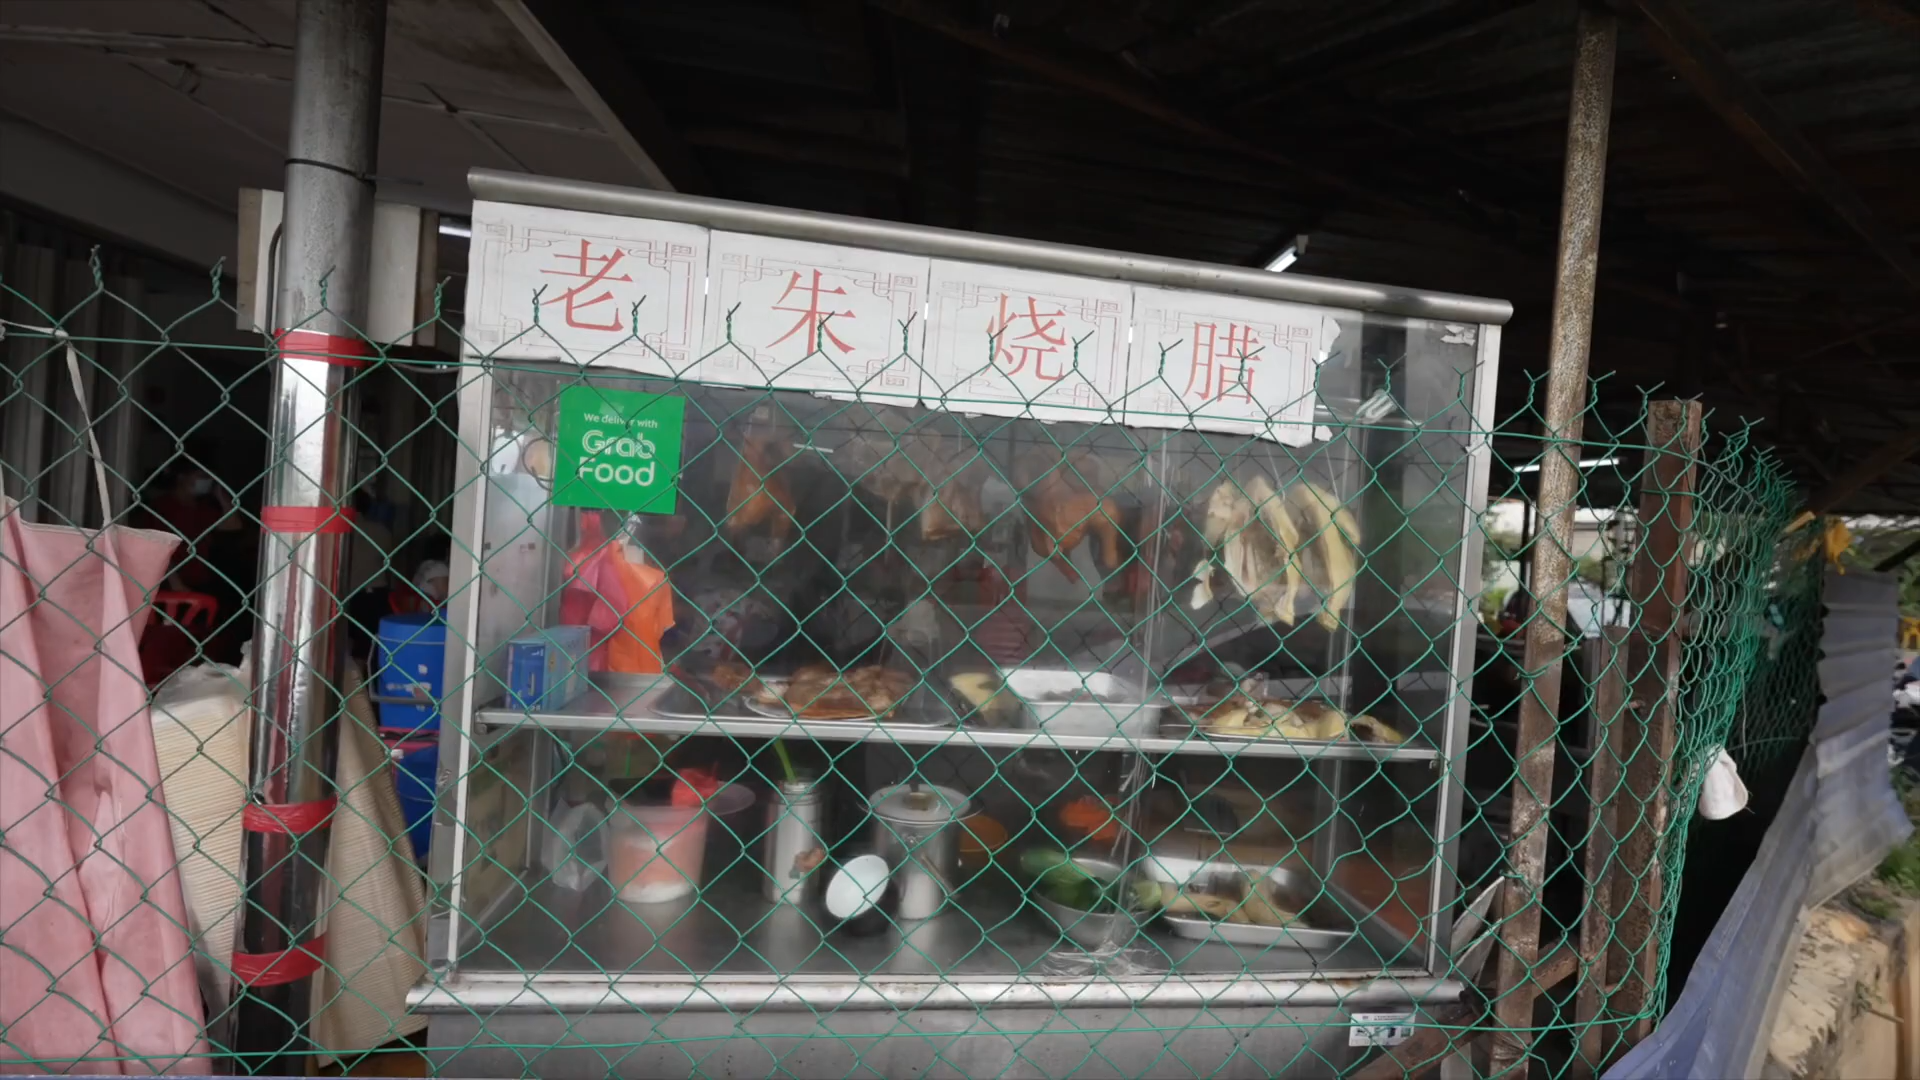 老朱烧腊
We deliver with
Grab
Food